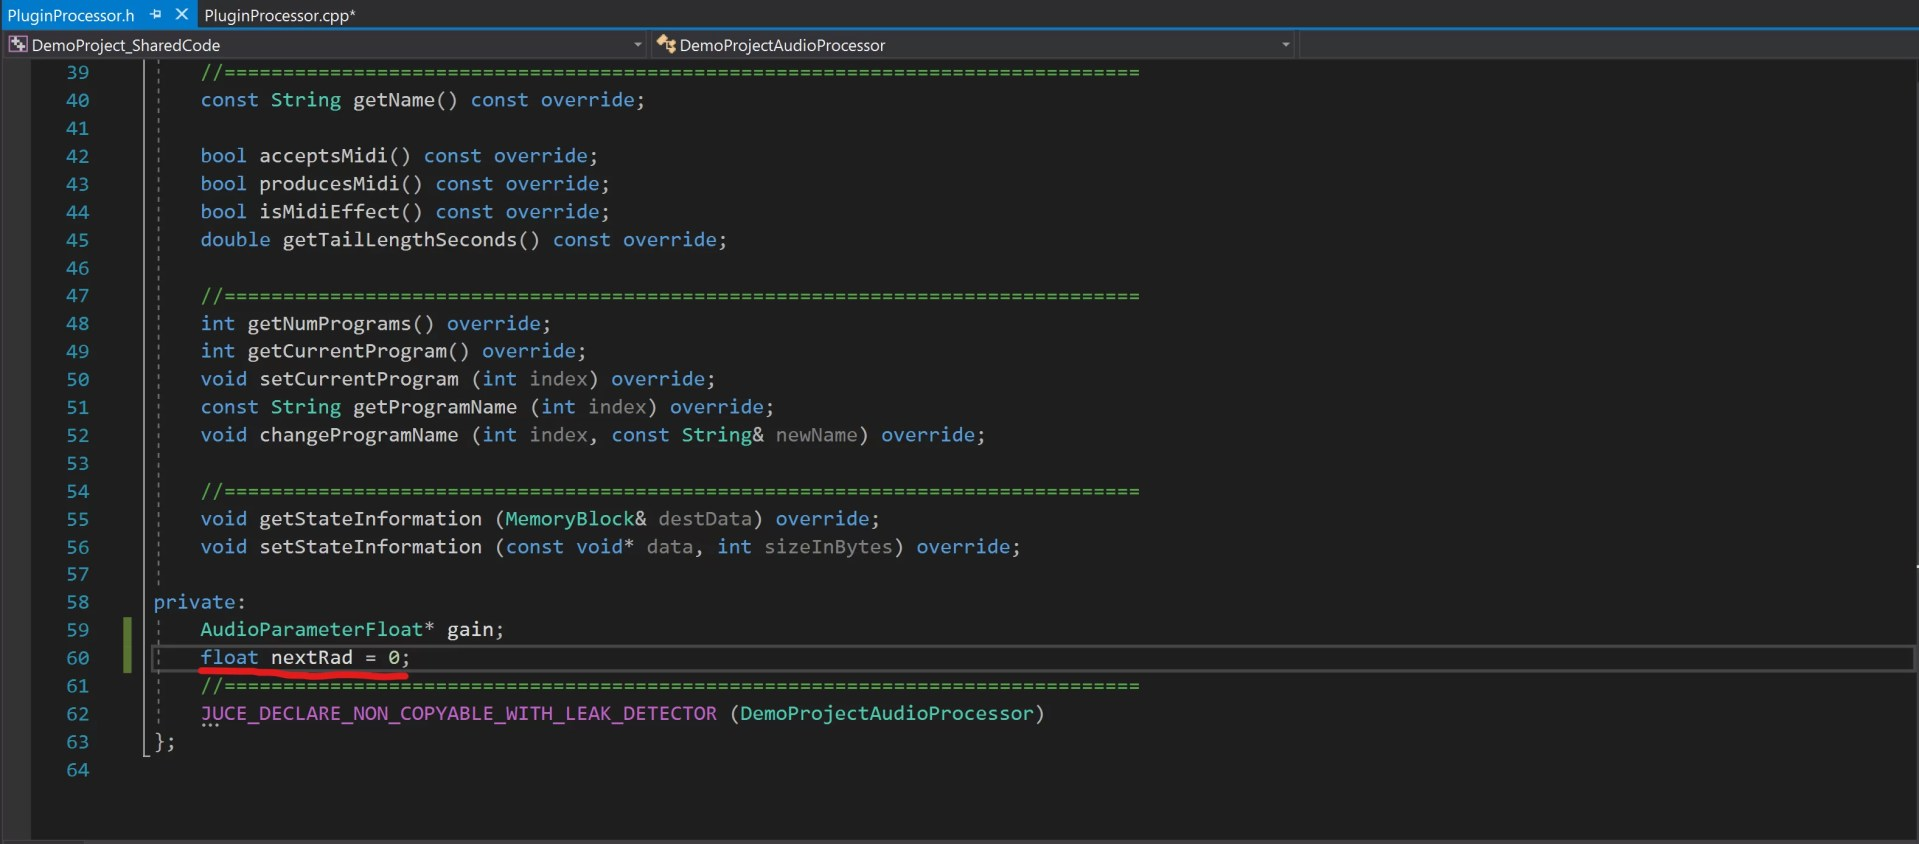 PluginProcessor.h PluginProcessor.cpp*
DemoProject_SharedCode DemoProjectAudioProcessor
39 //==============================================================================
40 const String getName() const override;
41
42 bool acceptsMidi() const override;
43 bool producesMidi() const override;
44 bool isMidiEffect() const override;
45 double getTailLengthSeconds() const override;
46
47 //==============================================================================
48 int getNumPrograms() override;
49 int getCurrentProgram() override;
50 void setCurrentProgram (int index) override;
51 const String getProgramName (int index) override;
52 void changeProgramName (int index, const String& newName) override;
53
54 //==============================================================================
55 void getStateInformation (MemoryBlock& destData) override;
56 void setStateInformation (const void* data, int sizeInBytes) override;
57
58 private:
59 AudioParameterFloat* gain;
60 float nextRad = 0;
61 //==============================================================================
62 JUCE_DECLARE_NON_COPYABLE_WITH_LEAK_DETECTOR (DemoProjectAudioProcessor)
63 };
64